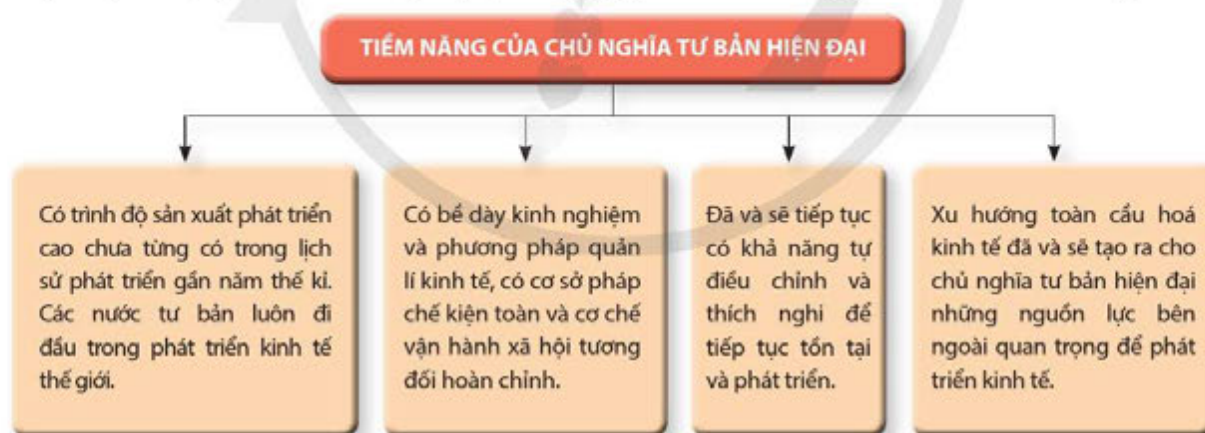 TIỀM NĂNG CỦA CHỦ NGHĨA TƯ BẢN HIỆN ĐẠI
Có trình độ sản xuất phát triển
cao chưa từng có trong lịch
sử phát triển gần năm thế kỉ.
Các nước tư bản luôn đi
đầu trong phát triển kinh tế
thế giới.
Có bề dày kinh nghiệm
và phương pháp quản
lí kinh tế, có cơ sở pháp
chế kiện toàn và cơ chế
vận hành xã hội tương
đối hoàn chỉnh.
Đã và sẽ tiếp tục
có khả năng tự
điều chỉnh và
thích nghi để
tiếp tục tồn tại
và phát triển.
Xu hướng toàn cầu hoá
kinh tế đã và sẽ tạo ra cho
chủ nghĩa tư bản hiện đại
những nguồn lực bên
ngoài quan trọng để phát
triển kinh tế.